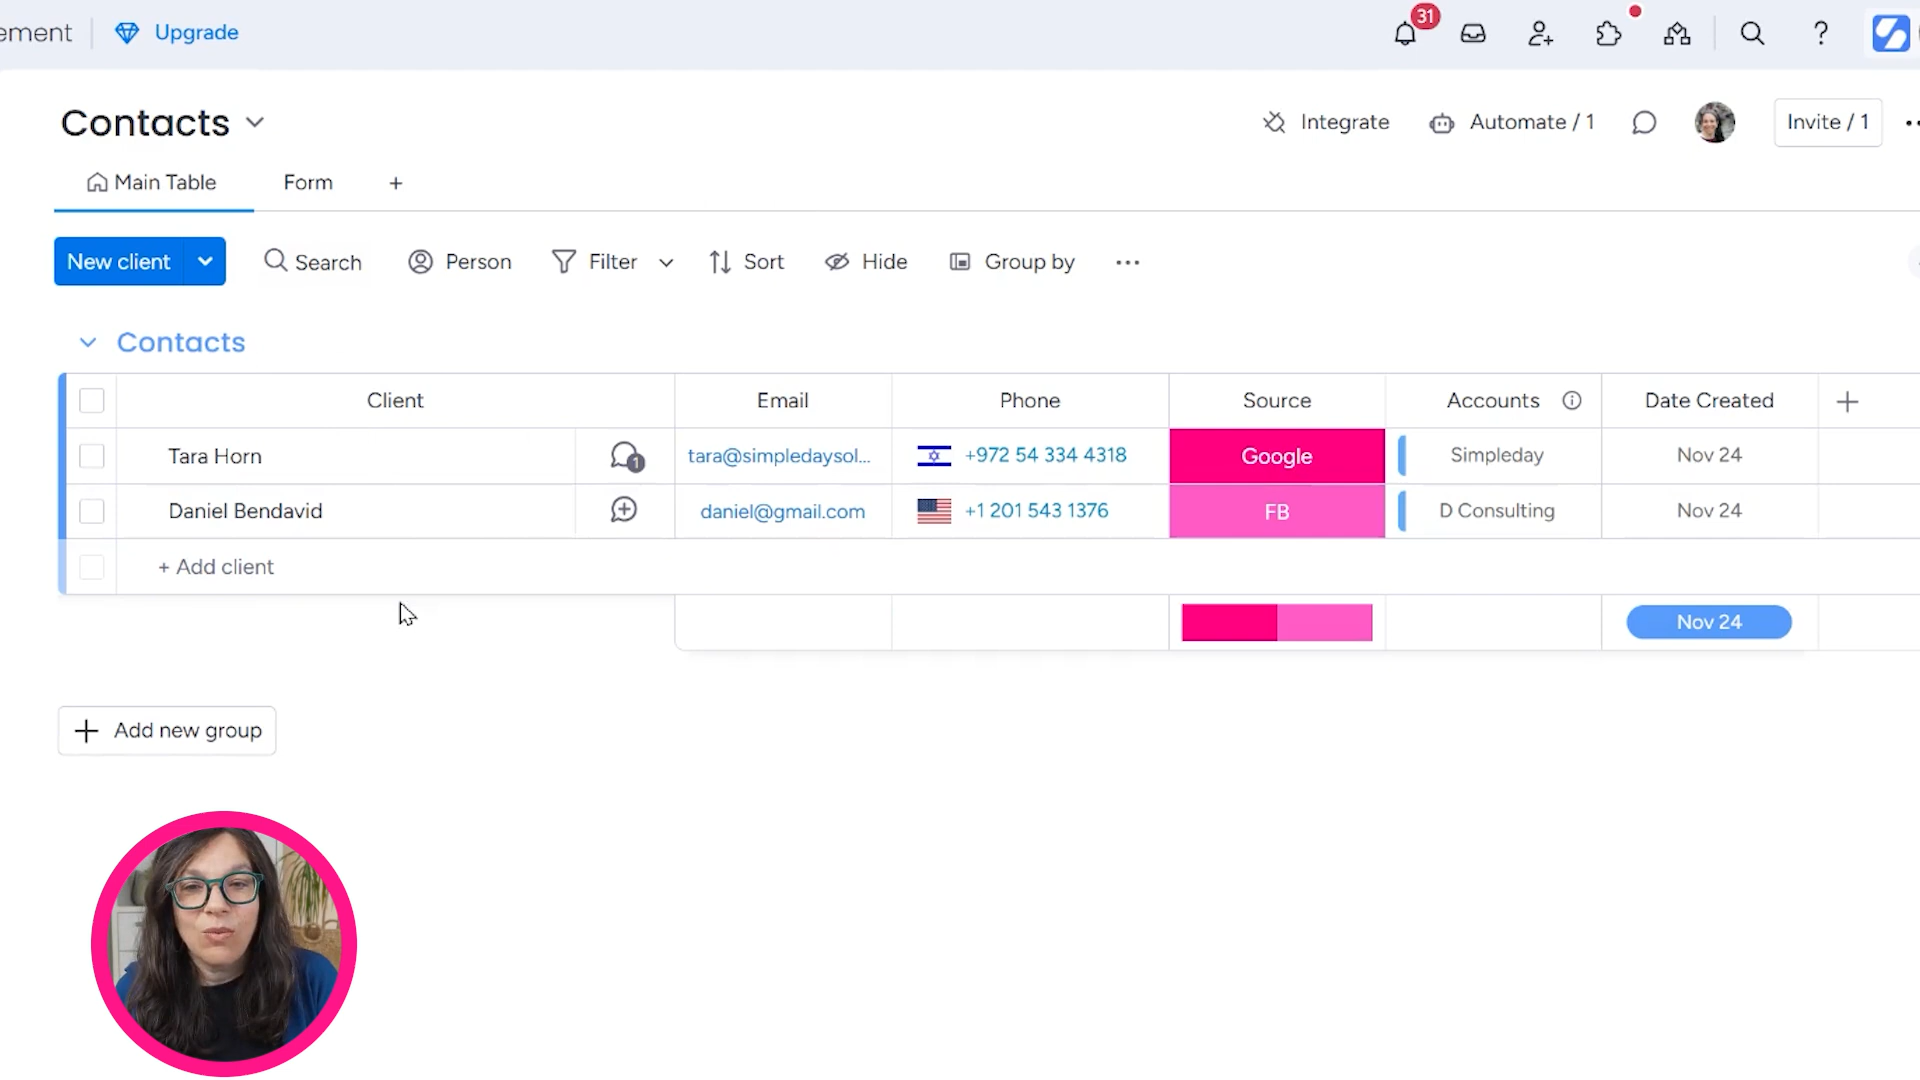 ement Upgrade 31 ?
Contacts Integrate Automate / 1 Invite / 1
Main Table Form +
New client Search Person Filter Sort Hide Group by
Contacts
Client Email Phone Source Accounts Date Created
Tara Horn 1 tara@simpledaysol... +972 54 334 4318 Google Simpleday Nov 24
Daniel Bendavid daniel@gmail.com +1 201 543 1376 FB D Consulting Nov 24
+ Add client
Nov 24
+ Add new group